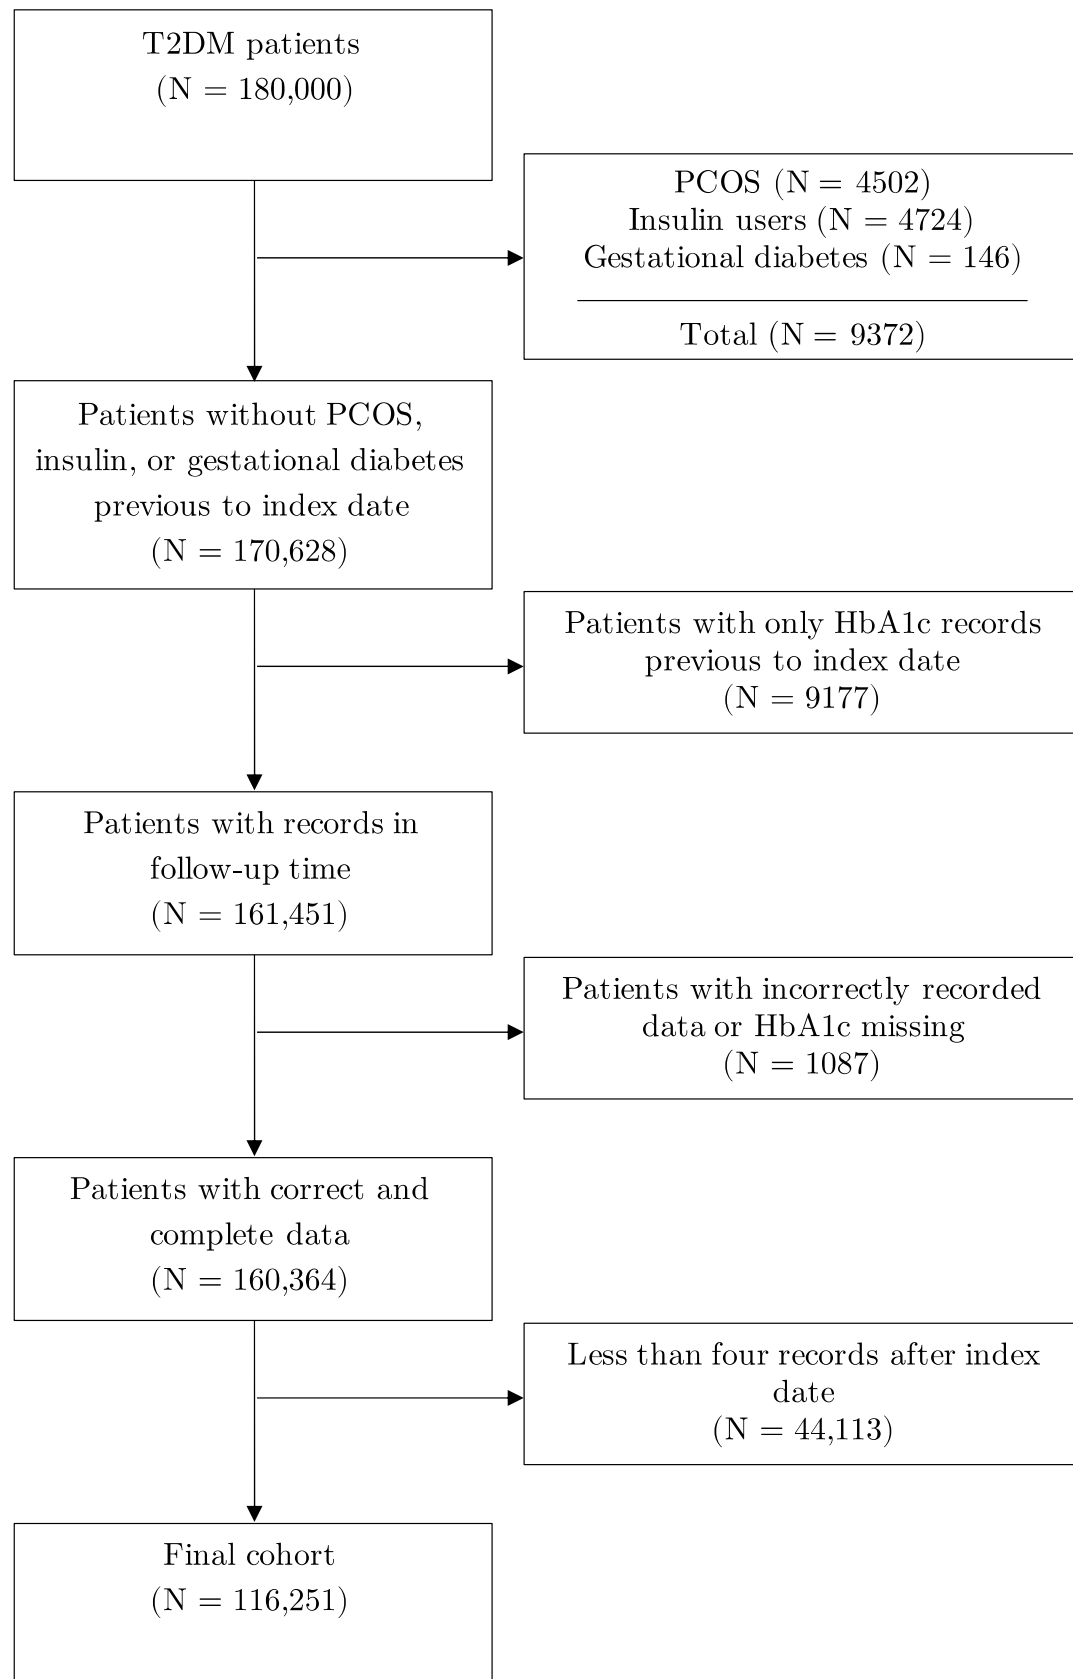 T2DM patients
(N = 180,000)
PCOS (N = 4502)
Insulin users (N = 4724)
Gestational diabetes (N = 146)
Total (N = 9372)
Patients without PCOS,
insulin, or gestational diabetes
previous to index date
(N = 170,628)
Patients with only HbA1c records
previous to index date
(N = 9177)
Patients with records in
follow-up time
(N = 161,451)
Patients with incorrectly recorded
data or HbA1c missing
(N = 1087)
Patients with correct and
complete data
(N = 160,364)
Less than four records after index
date
(N = 44,113)
Final cohort
(N = 116,251)